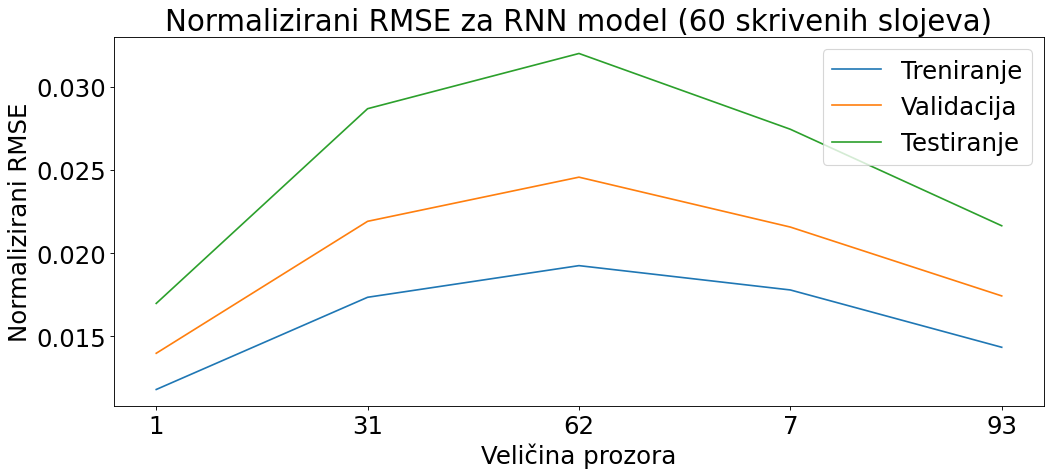 Normalizirani RMSE za RNN model (60 skrivenih slojeva)
Normalizirani RMSE
0.030
0.025
0.020
0.015
Treniranje
Validacija
Testiranje
1 31 62 7 93
Veličina prozora